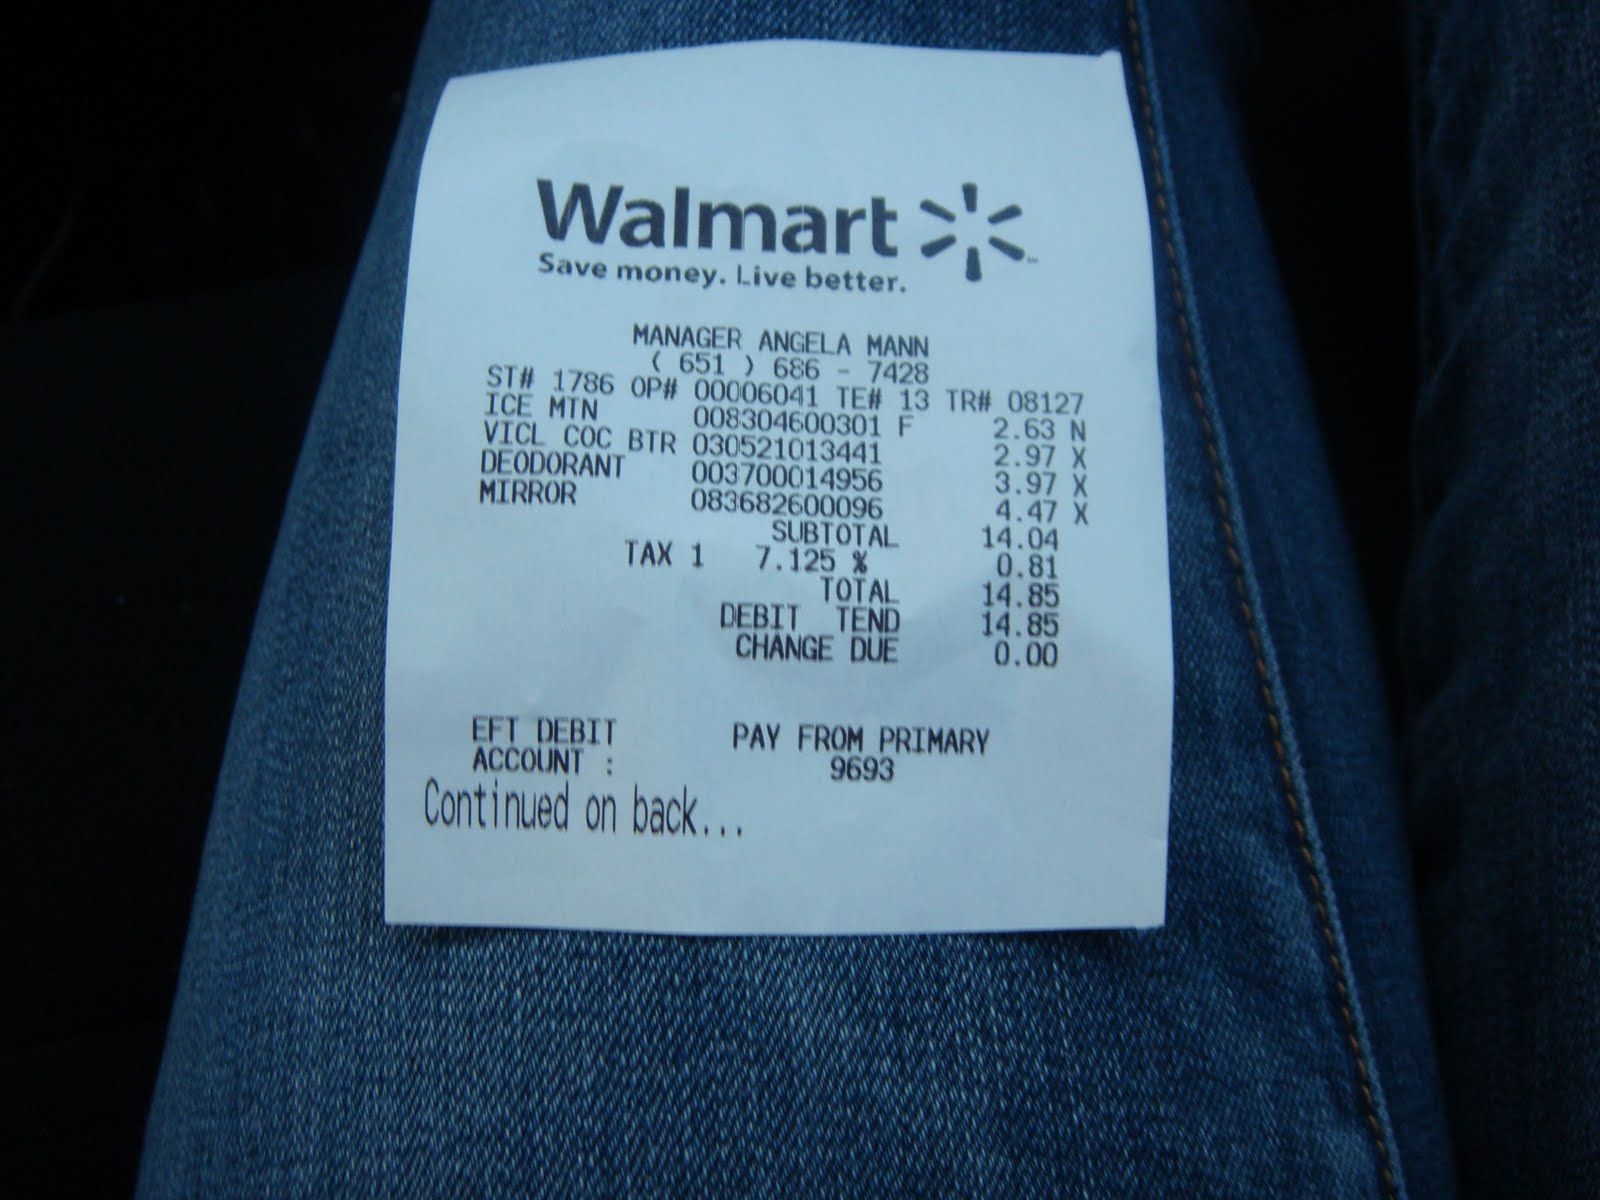 Walmart
Save money. Live better.
MANAGER ANGELA MANN
( 651 ) 686 - 7428
ST# 1786 OP# 00006041 TE# 13 TR# 08127
ICE MTN 008304600301 F 2.63 N
VICL COC BTR 030521013441 2.97 X
DEODORANT 003700014956 3.97 X
MIRROR 083682600096 4.47 X
SUBTOTAL 14.04
TAX 1 7.125 % 0.81
TOTAL 14.85
DEBIT TEND 14.85
CHANGE DUE 0.00
EFT DEBIT PAY FROM PRIMARY
ACCOUNT : 9693
Continued on back...